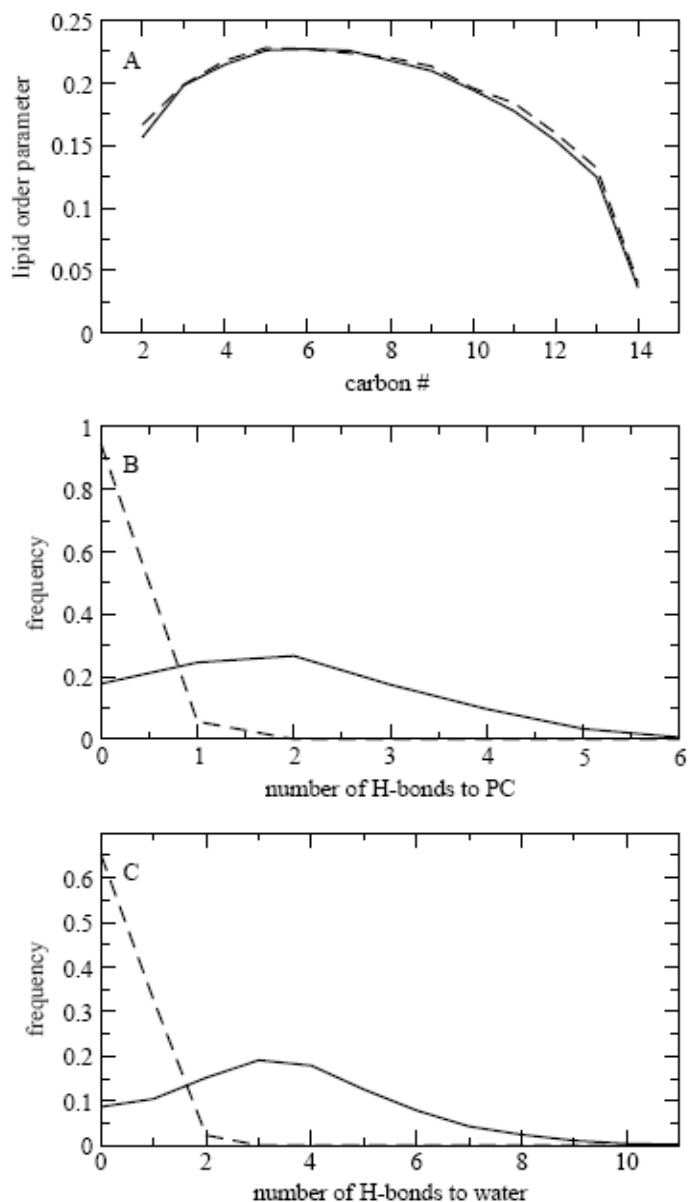 0.25
A
0.2
0.15
0.1
0.05
0
lipid order parameter
2 4 6 8 10 12 14
carbon #
1
B
0.8
0.6
0.4
0.2
0
frequency
0 1 2 3 4 5 6
number of H-bonds to PC
C
0.6
0.5
0.4
0.3
0.2
0.1
0
frequency
0 2 4 6 8 10
number of H-bonds to water